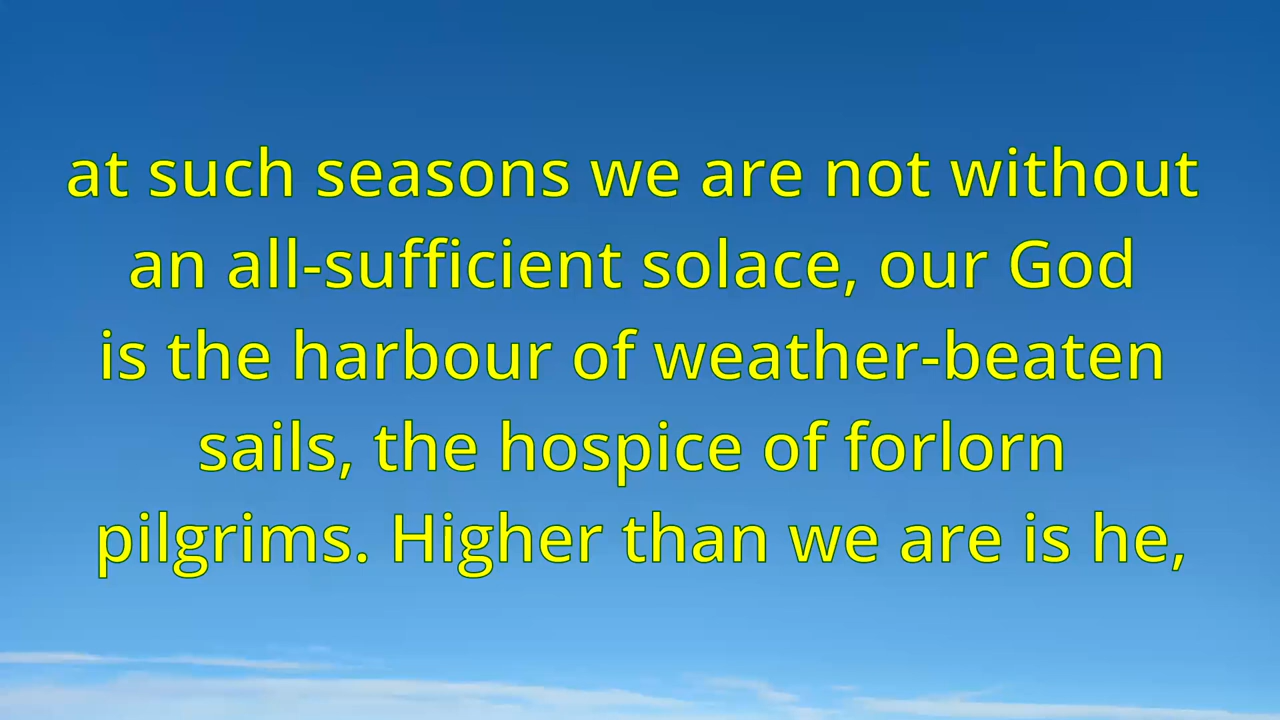 at such seasons we are not without
an all-sufficient solace, our God
is the harbour of weather-beaten
sails, the hospice of forlorn
pilgrims. Higher than we are is he,